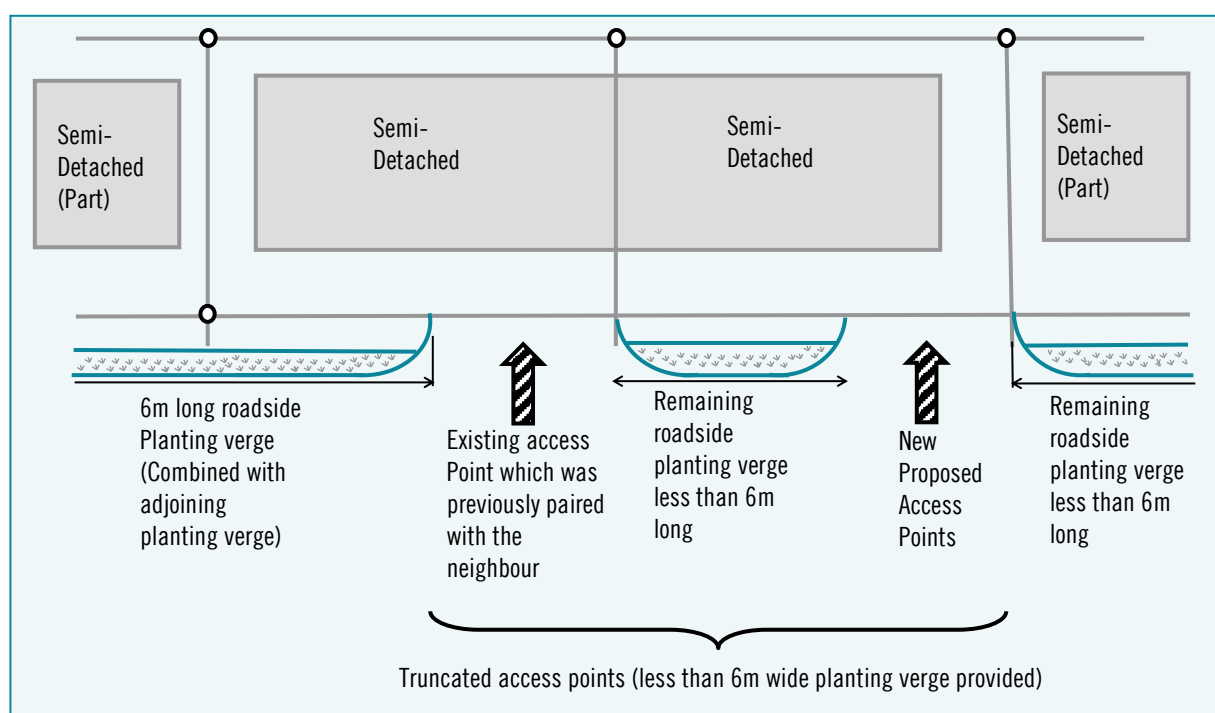 Semi-
Detached
(Part)
Semi-
Detached
Semi-
Detached
Semi-
Detached
(Part)
6m long roadside
Planting verge
(Combined with
adjoining
planting verge)
Existing access
Point which was
previously paired
with the
neighbour
Remaining
roadside
planting verge
less than 6m
long
New
Proposed
Access
Points
Remaining
roadside
planting verge
less than 6m
long
Truncated access points (less than 6m wide planting verge provided)